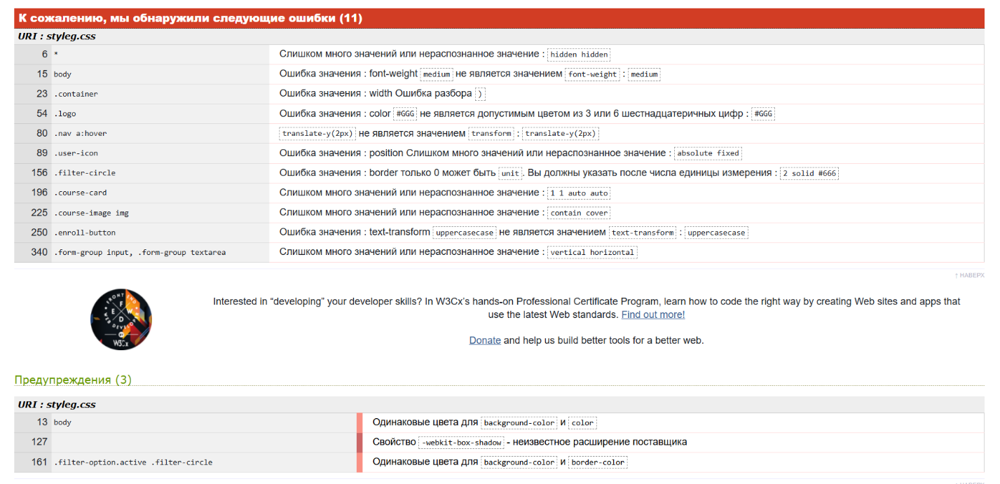 К сожалению, мы обнаружили следующие ошибки (11)
URI : styleg.css
6 * Слишком много значений или нераспознанное значение : hidden hidden
15 body Ошибка значения : font-weight medium не является значением font-weight : medium
23 .container Ошибка значения : width Ошибка разбора )
54 .logo Ошибка значения : color #GGG не является допустимым цветом из 3 или 6 шестнадцатеричных цифр : #GGG
80 .nav a:hover translate-y(2px) не является значением transform : translate-y(2px)
89 .user-icon Ошибка значения : position Слишком много значений или нераспознанное значение : absolute fixed
156 .filter-circle Ошибка значения : border только 0 может быть unit. Вы должны указать после числа единицы измерения : 2 solid #666
196 .course-card Слишком много значений или нераспознанное значение : 1 1 auto auto
225 .course-image img Слишком много значений или нераспознанное значение : contain cover
250 .enroll-button Ошибка значения : text-transform uppercasecase не является значением text-transform : uppercasecase
340 .form-group input, .form-group textarea Слишком много значений или нераспознанное значение : vertical horizontal
↑ НАВЕРХ
FRONT END
WEB DEVELOPER
E F W D
BY
W3Cx
Interested in “developing” your developer skills? In W3Cx’s hands-on Professional Certificate Program, learn how to code the right way by creating Web sites and apps that
use the latest Web standards. Find out more!
Donate and help us build better tools for a better web.
Предупреждения (3)
URI : styleg.css
13 body Одинаковые цвета для background-color и color
127 Свойство -webkit-box-shadow - неизвестное расширение поставщика
161 .filter-option.active .filter-circle Одинаковые цвета для background-color и border-color